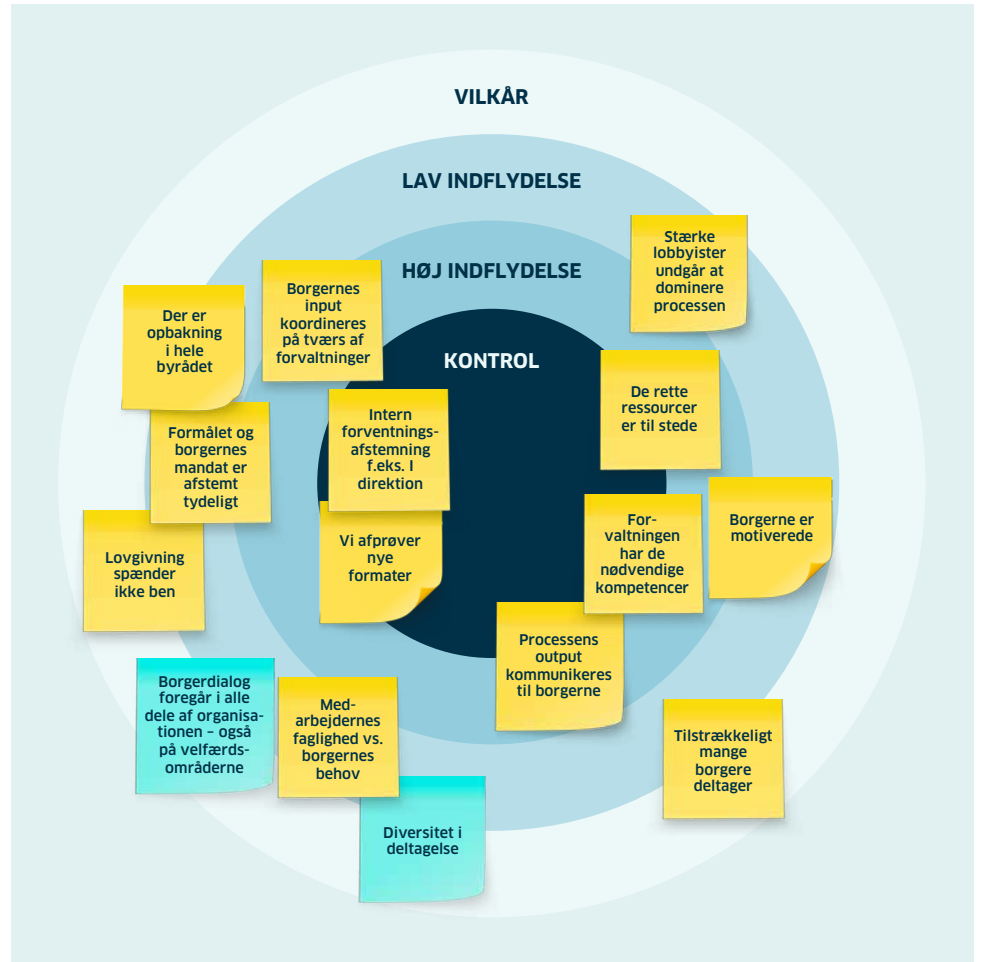 VILKÅR
LAV INDFLYDELSE
HØJ INDFLYDELSE
KONTROL
Stærke
lobbyister
undgår at
dominere
processen
Borgernes
input
koordineres
på tværs af
forvaltninger
Der er
opbakning
i hele
byrådet
De rette
ressourcer
er til stede
Intern
forventnings-
afstemning
f.eks. I
direktion
Formålet og
borgernes
mandat er
afstemt
tydeligt
For-
valtningen
har de
nødvendige
kompetencer
Borgerne er
motiverede
Vi afprøver
nye
formater
Lovgivning
spænder
ikke ben
Processens
output
kommunikeres
til borgerne
Borgerdialog
foregår i alle
dele af organisa-
tionen – også
på velfærds-
områderne
Med-
arbejdernes
faglighed vs.
borgernes
behov
Tilstrækkeligt
mange
borgere
deltager
Diversitet i
deltagelse